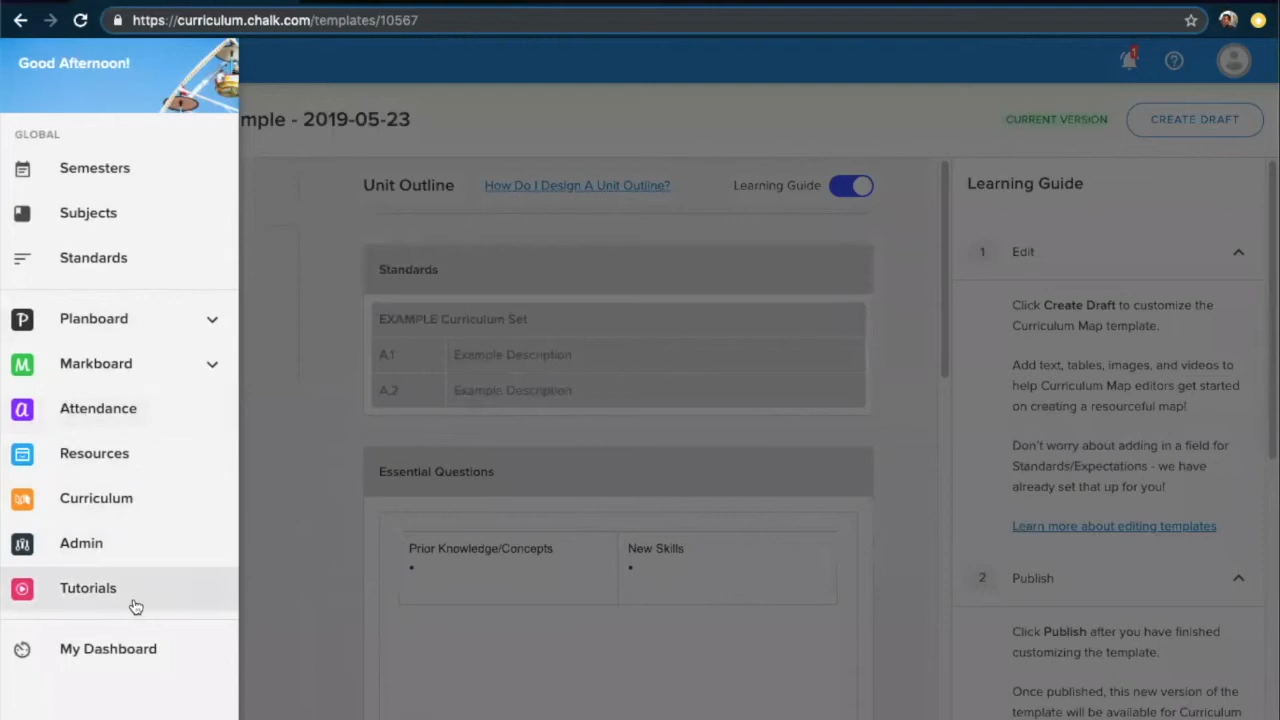 https://curriculum.chalk.com/templates/10567
Good Afternoon!
1
mple - 2019-05-23
CURRENT VERSION
CREATE DRAFT
GLOBAL
Semesters
Subjects
Standards
Planboard
Markboard
Attendance
Resources
Curriculum
Admin
Tutorials
My Dashboard
Unit Outline
How Do I Design A Unit Outline?
Learning Guide
Standards
EXAMPLE Curriculum Set
A.1 Example Description
A.2 Example Description
Essential Questions
Prior Knowledge/Concepts
New Skills
Learning Guide
1 Edit
Click Create Draft to customize the
Curriculum Map template.
Add text, tables, images, and videos to
help Curriculum Map editors get started
on creating a resourceful map!
Don't worry about adding in a field for
Standards/Expectations - we have
already set that up for you!
Learn more about editing templates
2 Publish
Click Publish after you have finished
customizing the template.
Once published, this new version of the
template will be available for Curriculum